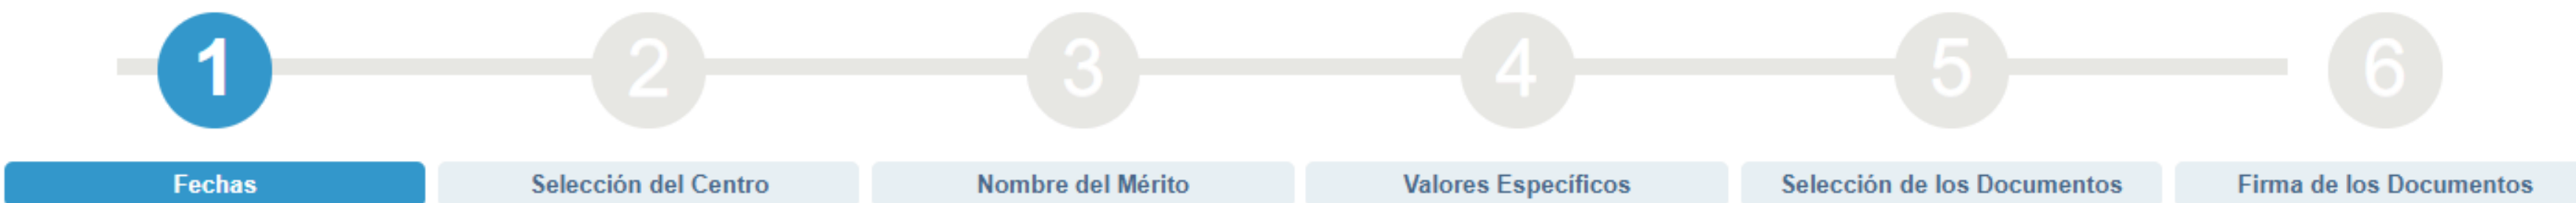 1 2 3 4 5 6
Fechas Selección del Centro Nombre del Mérito Valores Específicos Selección de los Documentos Firma de los Documentos